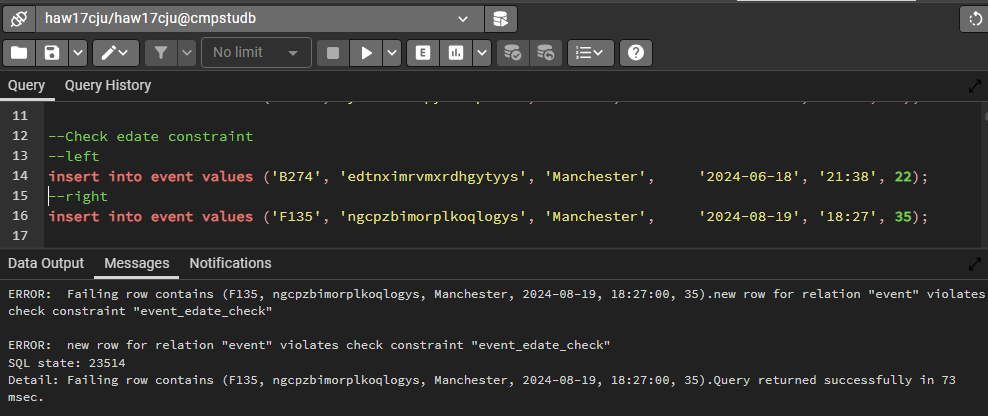 haw17cju/haw17cju@cmpstudb
No limit
E
Query Query History
11
12 --Check edate constraint
13 --left
14 insert into event values ('B274', 'edtnximrvmxrdhgytyys', 'Manchester', '2024-06-18', '21:38', 22);
15 --right
16 insert into event values ('F135', 'ngcpzbimorplkoqlogys', 'Manchester', '2024-08-19', '18:27', 35);
17
Data Output Messages Notifications
ERROR: Failing row contains (F135, ngcpzbimorplkoqlogys, Manchester, 2024-08-19, 18:27:00, 35).new row for relation "event" violates
check constraint "event_edate_check"
ERROR: new row for relation "event" violates check constraint "event_edate_check"
SQL state: 23514
Detail: Failing row contains (F135, ngcpzbimorplkoqlogys, Manchester, 2024-08-19, 18:27:00, 35).Query returned successfully in 73
msec.